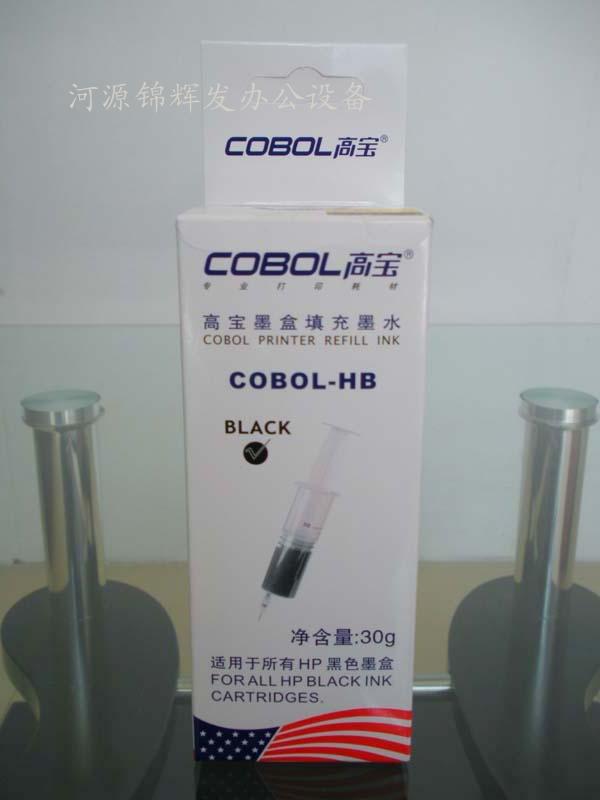 河源锦辉发办公设备
COBOL高宝®
COBOL高宝®
专业打印耗材
高宝墨盒填充墨水
COBOL PRINTER REFILL INK
COBOL-HB
BLACK
净含量:30g
适用于所有HP黑色墨盒
FOR ALL HP BLACK INK
CARTRIDGES.